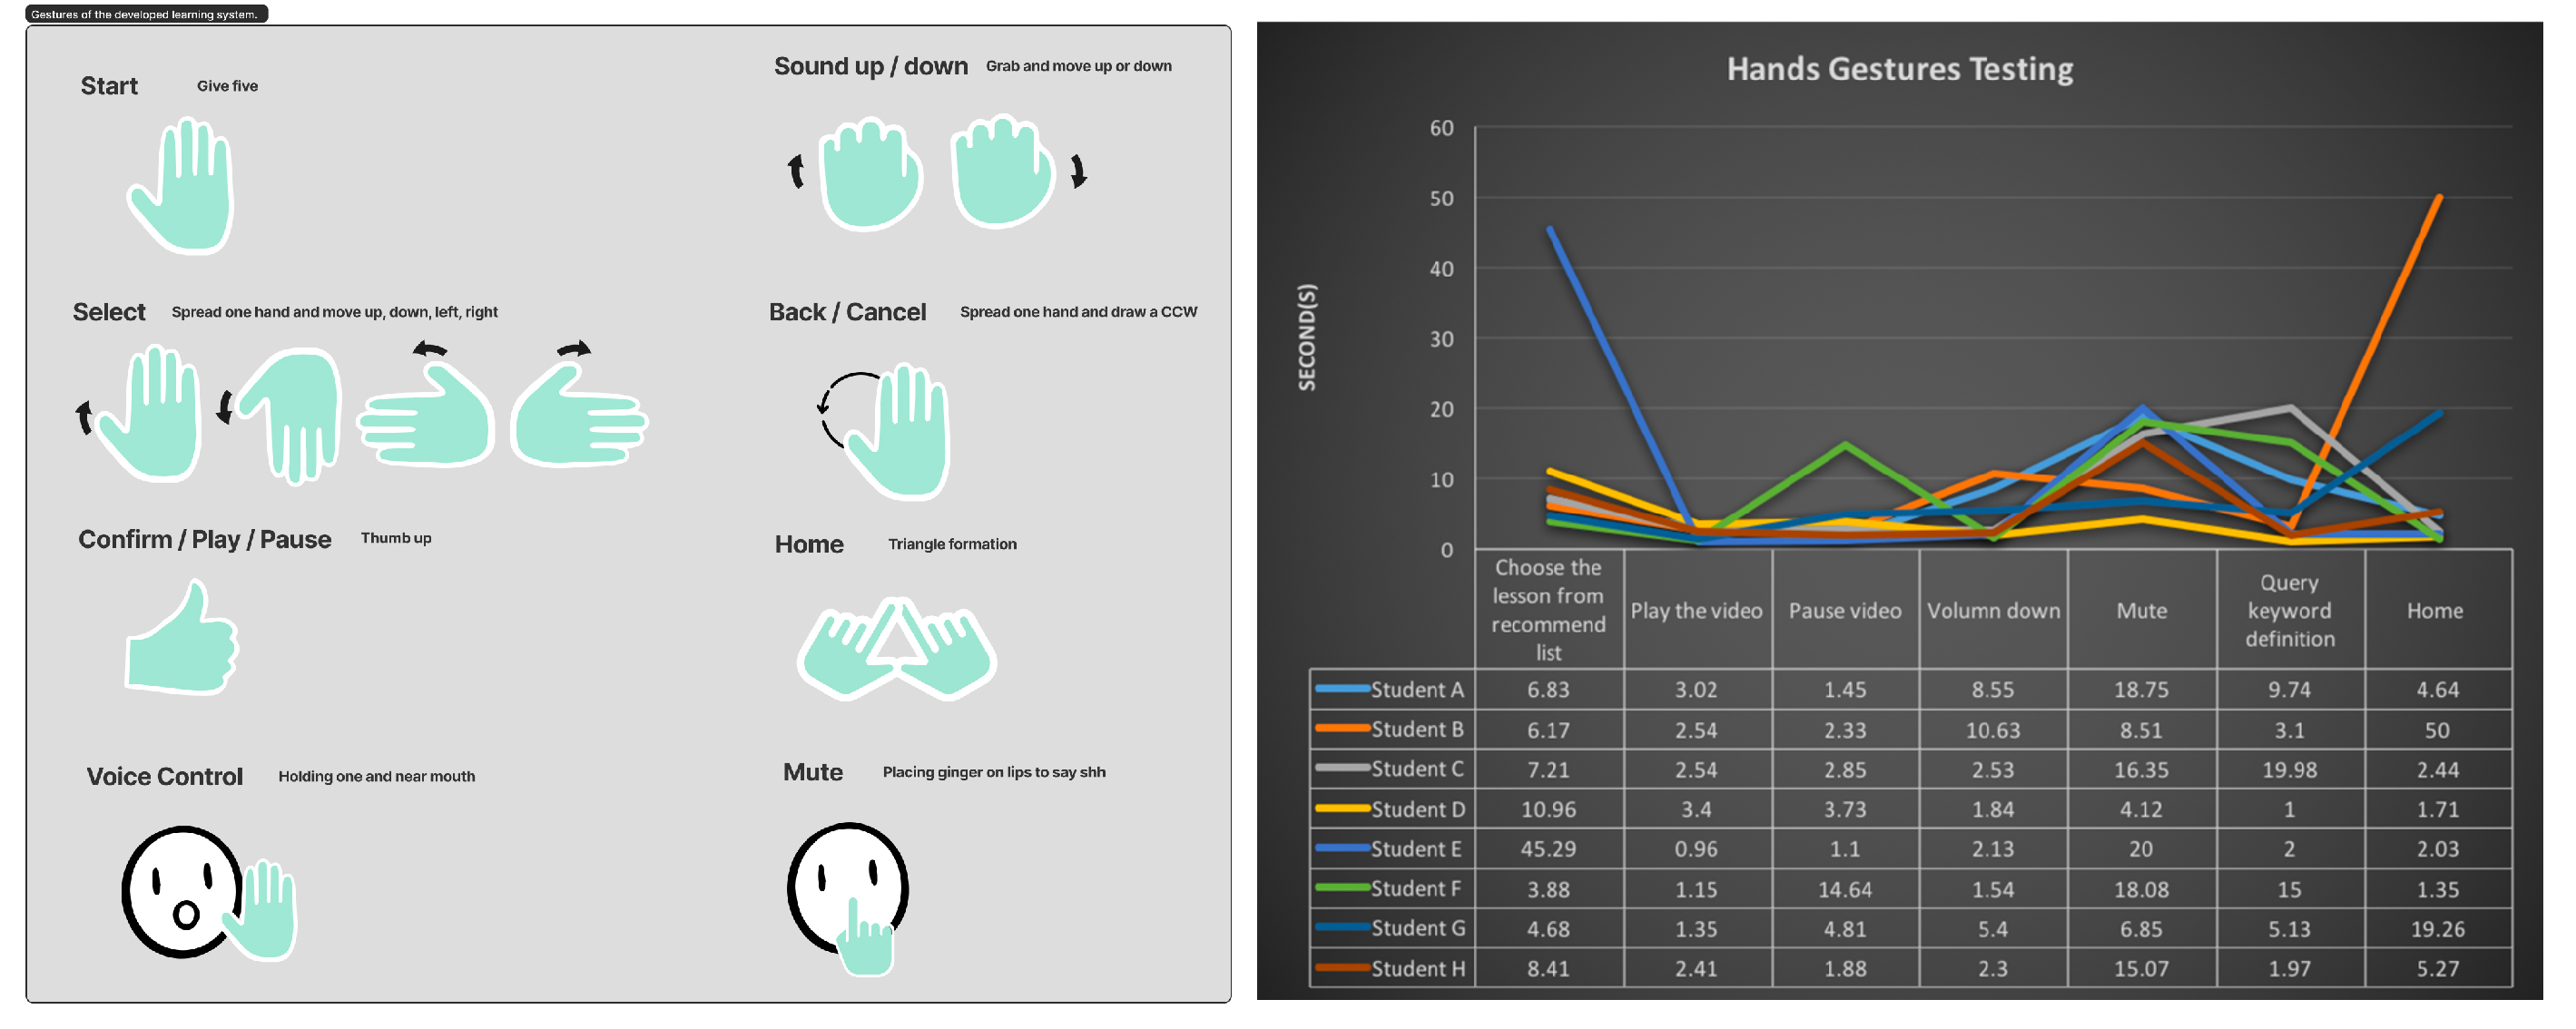 Gestures of the developed learning system.
Start Give five
Sound up / down Grab and move up or down
Select Spread one hand and move up, down, left, right
Back / Cancel Spread one hand and draw a CCW
Confirm / Play / Pause Thumb up
Home Triangle formation
Voice Control Holding one and near mouth
Mute Placing ginger on lips to say shh
Hands Gestures Testing
SECOND(S)
60
50
40
30
20
10
0
Choose the
lesson from
recommend
list
Play the video
Pause video
Volumn down
Mute
Query
keyword
definition
Home
Student A 6.83 3.02 1.45 8.55 18.75 9.74 4.64
Student B 6.17 2.54 2.33 10.63 8.51 3.1 50
Student C 7.21 2.54 2.85 2.53 16.35 19.98 2.44
Student D 10.96 3.4 3.73 1.84 4.12 1 1.71
Student E 45.29 0.96 1.1 2.13 20 2 2.03
Student F 3.88 1.15 14.64 1.54 18.08 15 1.35
Student G 4.68 1.35 4.81 5.4 6.85 5.13 19.26
Student H 8.41 2.41 1.88 2.3 15.07 1.97 5.27